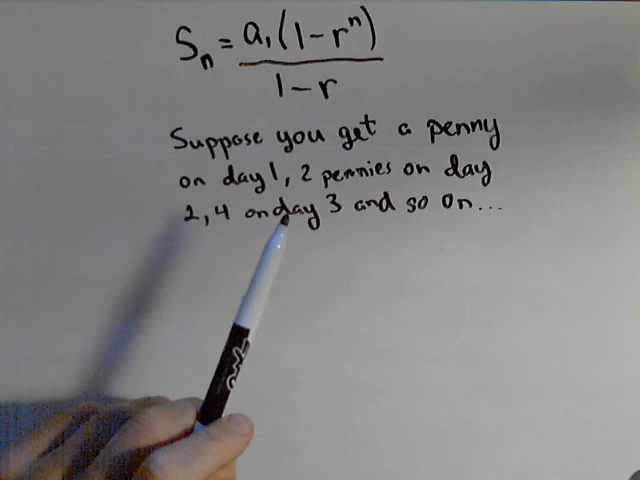 Sn = a1(1-r^n)
1-r
Suppose you get a penny
on day 1, 2 pennies on day
2, 4 on day 3 and so on...